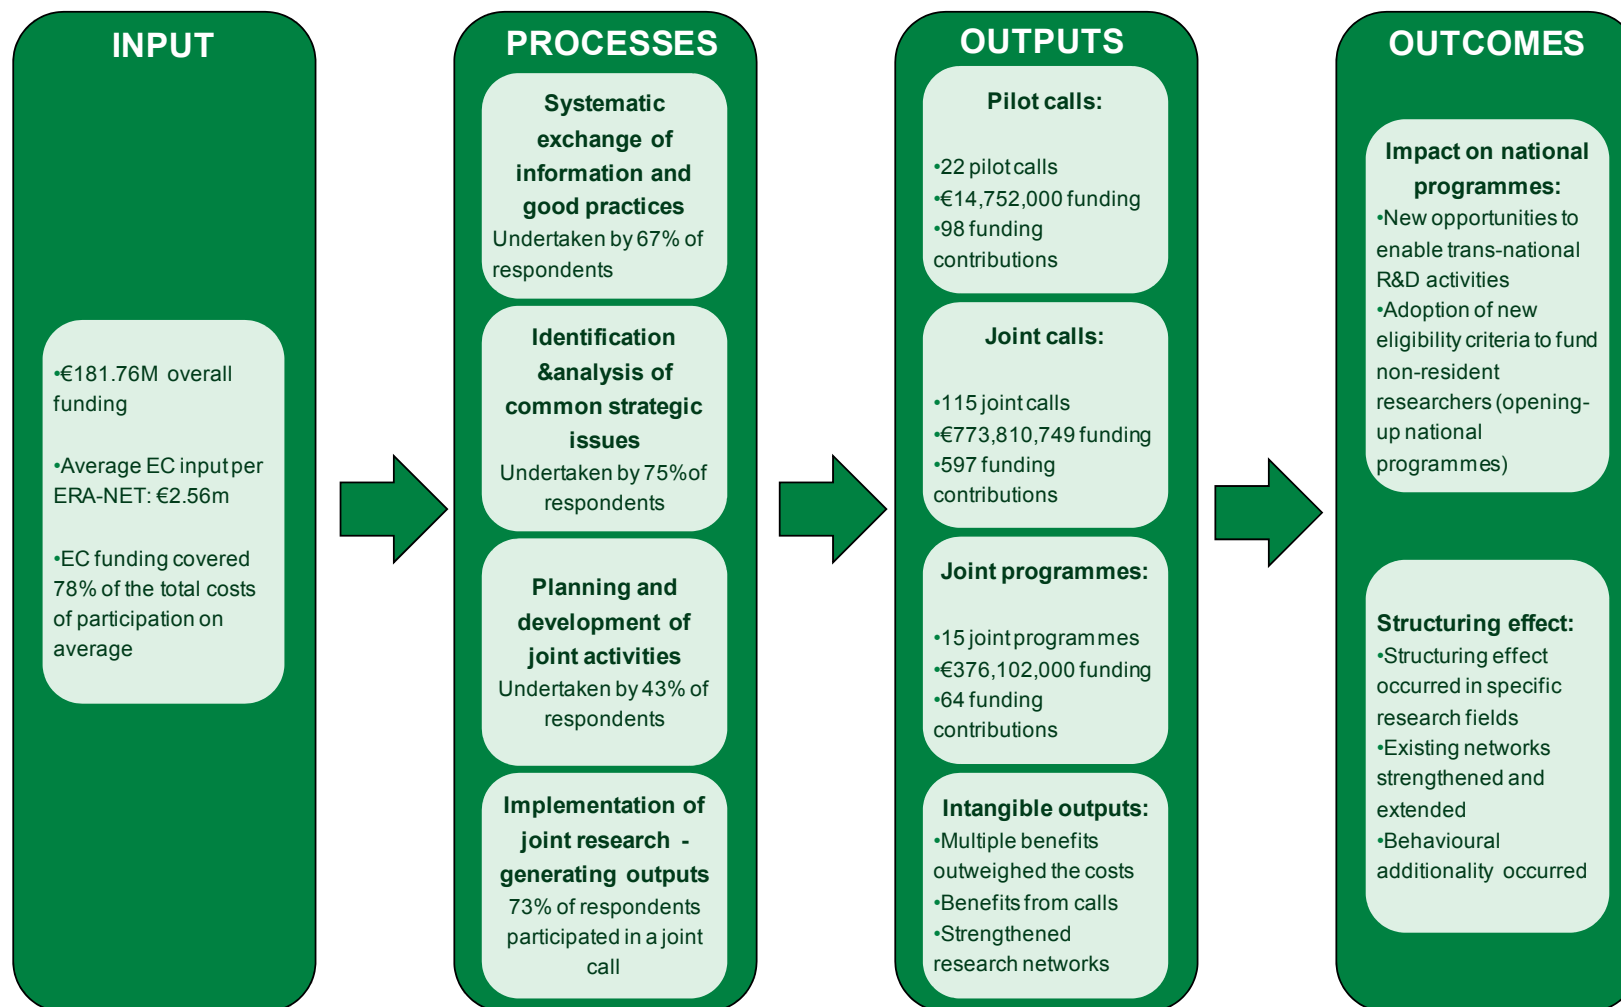 INPUT
•€181.76M overall
funding
•Average EC input per
ERA-NET: €2.56m
•EC funding covered
78% of the total costs
of participation on
average
PROCESSES
Systematic
exchange of
information and
good practices
Undertaken by 67% of
respondents
Identification
&analysis of
common strategic
issues
Undertaken by 75%of
respondents
Planning and
development of
joint activities
Undertaken by 43% of
respondents
Implementation of
joint research -
generating outputs
73% of respondents
participated in a joint
call
OUTPUTS
Pilot calls:
•22 pilot calls
•€14,752,000 funding
•98 funding
contributions
Joint calls:
•115 joint calls
•€773,810,749 funding
•597 funding
contributions
Joint programmes:
•15 joint programmes
•€376,102,000 funding
•64 funding
contributions
Intangible outputs:
•Multiple benefits
outweighed the costs
•Benefits from calls
•Strengthened
research networks
OUTCOMES
Impact on national
programmes:
•New opportunities to
enable trans-national
R&D activities
•Adoption of new
eligibility criteria to fund
non-resident
researchers (opening-
up national
programmes)
Structuring effect:
•Structuring effect
occurred in specific
research fields
•Existing networks
strengthened and
extended
•Behavioural
additionality occurred